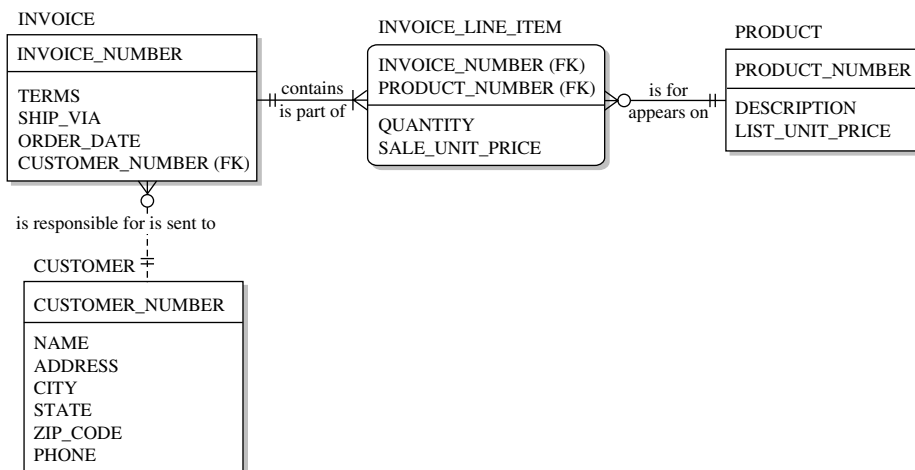 INVOICE
INVOICE_NUMBER
TERMS
SHIP_VIA
ORDER_DATE
CUSTOMER_NUMBER (FK)
contains
is part of
INVOICE_LINE_ITEM
INVOICE_NUMBER (FK)
PRODUCT_NUMBER (FK)
QUANTITY
SALE_UNIT_PRICE
is for
appears on
PRODUCT
PRODUCT_NUMBER
DESCRIPTION
LIST_UNIT_PRICE
is responsible for is sent to
CUSTOMER
CUSTOMER_NUMBER
NAME
ADDRESS
CITY
STATE
ZIP_CODE
PHONE